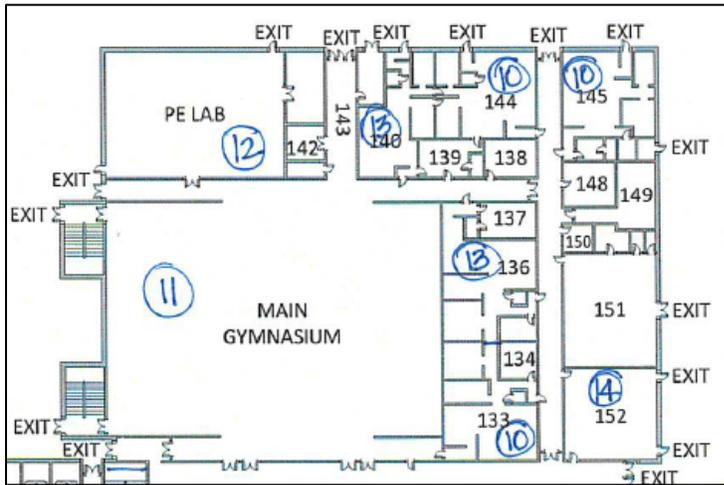 EXIT EXIT EXIT EXIT EXIT EXIT EXIT
PE LAB
12
142
143
13
140
139
10
144
138
10
145
EXIT
148
149
150
EXIT
EXIT
137
13
136
11
MAIN
GYMNASIUM
134
133
10
151
EXIT
14
152
EXIT
EXIT
EXIT
EXIT
EXIT